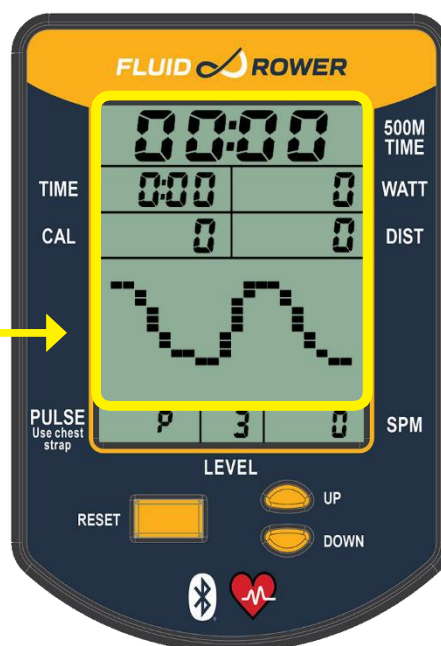 FLUID ROWER
00:00 500M TIME
TIME 0:00 0 WATT
CAL 0 0 DIST
PULSE Use chest strap P 3 0 SPM
LEVEL
RESET
UP
DOWN